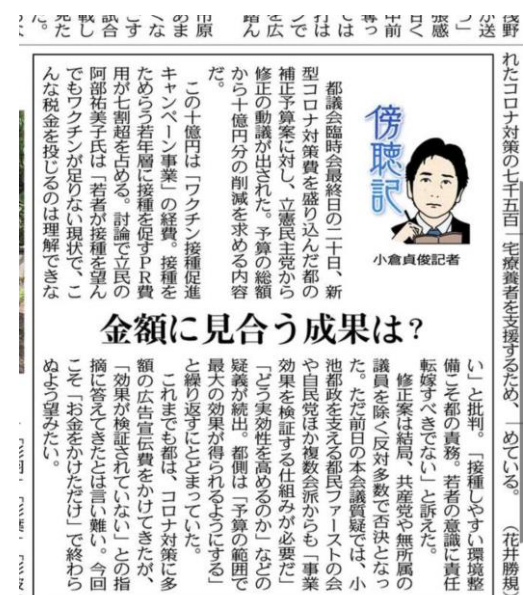 れたコロナ対策の七千五百
宅療養者を支援するため、
めている。
(花井勝規)
傍聴記
小倉貞俊記者
金額に見合う成果は?
都議会臨時会最終日の二十日、新
型コロナ対策費を盛り込んだ都の
補正予算案に対し、立憲民主党から
修正の動議が出された。予算の総額
から十億円分の削減を求める内容
だ。
この十億円は「ワクチン接種促進
キャンペーン事業」の経費。接種を
ためらう若年層に接種を促すPR費
用が七割超を占める。討論で立民の
阿部祐美子氏は「若者が接種を望ん
でもワクチンが足りない現状で、こ
んな税金を投じるのは理解できな
い」と批判。「接種しやすい環境整
備こそ都の責務。若者の意識に責任
転嫁すべきでない」と訴えた。
修正案は結局、共産党や無所属の
議員を除く反対多数で否決となっ
た。ただ前日の本会議質疑では、小
池都政を支える都民ファーストの会
や自民党ほか複数会派からも「事業
効果を検証する仕組みが必要だ」
「どう実効性を高めるのか」などの
疑義が続出。都側は「予算の範囲で
最大の効果が得られるようにする」
と繰り返すにとどまっていた。
これまでも都は、コロナ対策に多
額の広告宣伝費をかけてきたが、
「効果が検証されていない」との指
摘に答えてきたとは言い難い。今回
こそ「お金をかけただけ」で終わら
ぬよう望みたい。